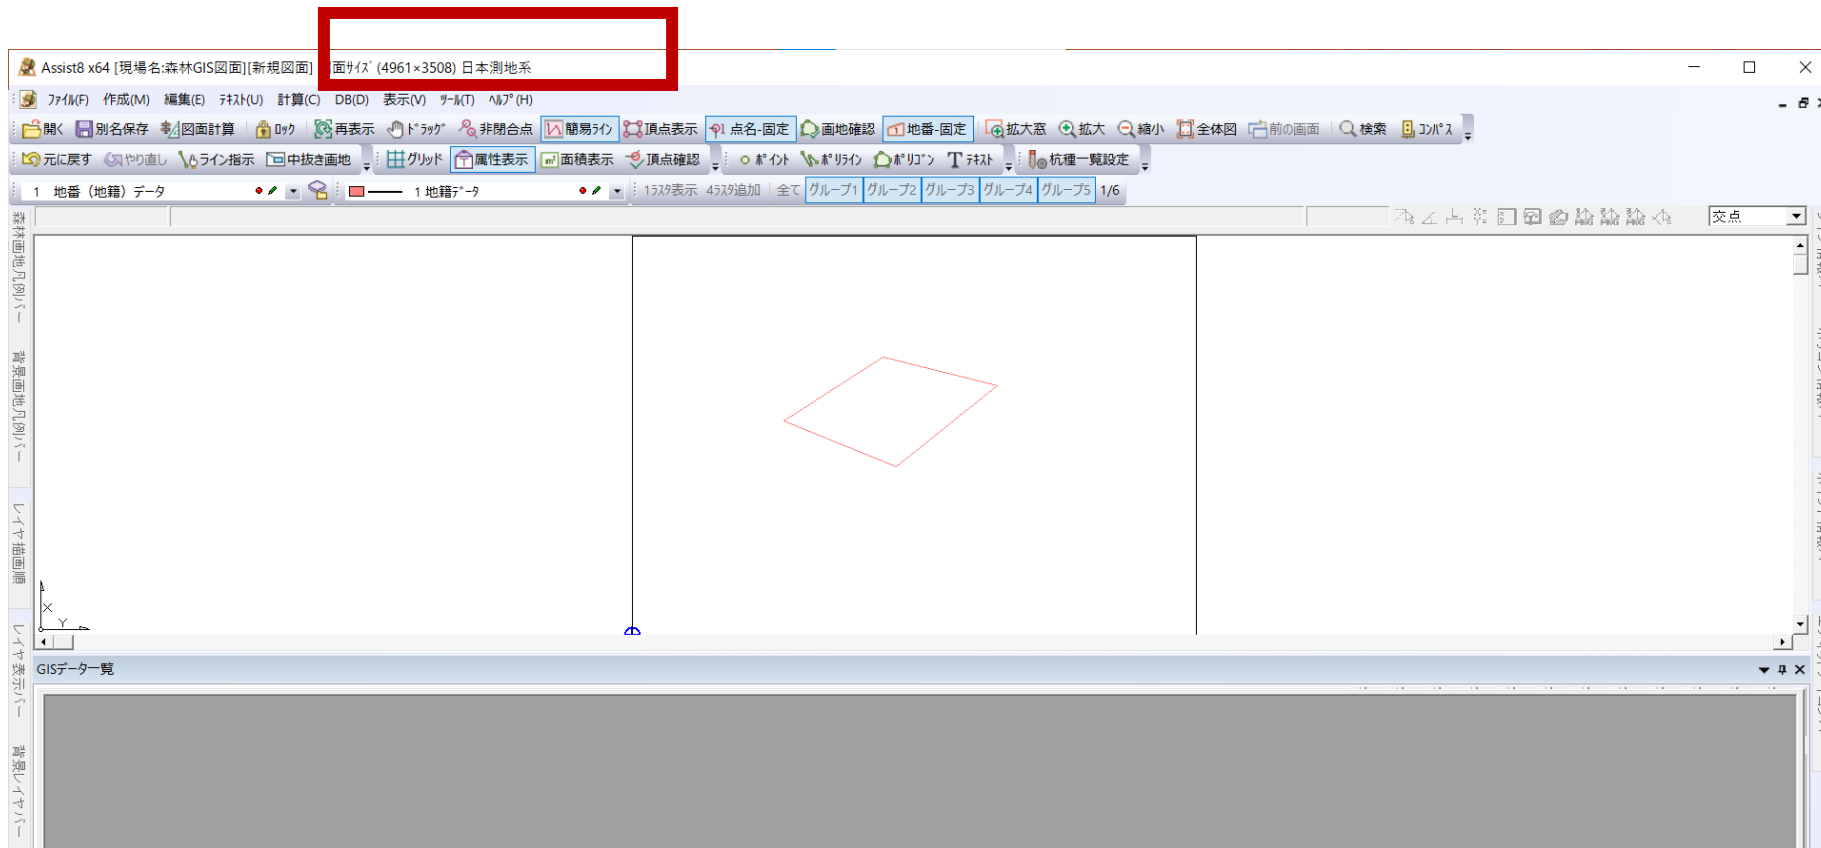 Assist8 x64 [現場名:森林GIS図面][新規図面] 図面ｻｲｽﾞ(4961×3508) 日本測地系
ﾌｧｲﾙ(F) 作成(M) 編集(E) ﾃｷｽﾄ(U) 計算(C) DB(D) 表示(V) ﾂｰﾙ(T) ﾍﾙﾌﾟ(H)
開く 別名保存 図面計算 ﾛｯｸ 再表示 ﾄﾞﾗｯｸﾞ 非閉合点 簡易ﾗｲﾝ 頂点表示 点名-固定 画地確認 地番-固定 拡大窓 拡大 縮小 全体図 前の画面 検索 ｺﾝﾊﾟｽ
元に戻す やり直し ライン指示 中抜き画地 グリッド 属性表示 面積表示 頂点確認 ﾎﾟｲﾝﾄ ﾎﾟﾘﾗｲﾝ ﾎﾟﾘｺﾞﾝ ﾃｷｽﾄ 杭種一覧設定
1 地番（地籍）データ 1 地籍ﾃﾞｰﾀ 1ﾗｽﾀ表示 4ﾗｽﾀ追加 全て グループ1 グループ2 グループ3 グループ4 グループ5 1/6
交点
森林画地凡例バー
背景画地凡例バー
レイヤ描画順
レイヤ表示バー
背景レイヤバー
X
Y
GISデータ一覧